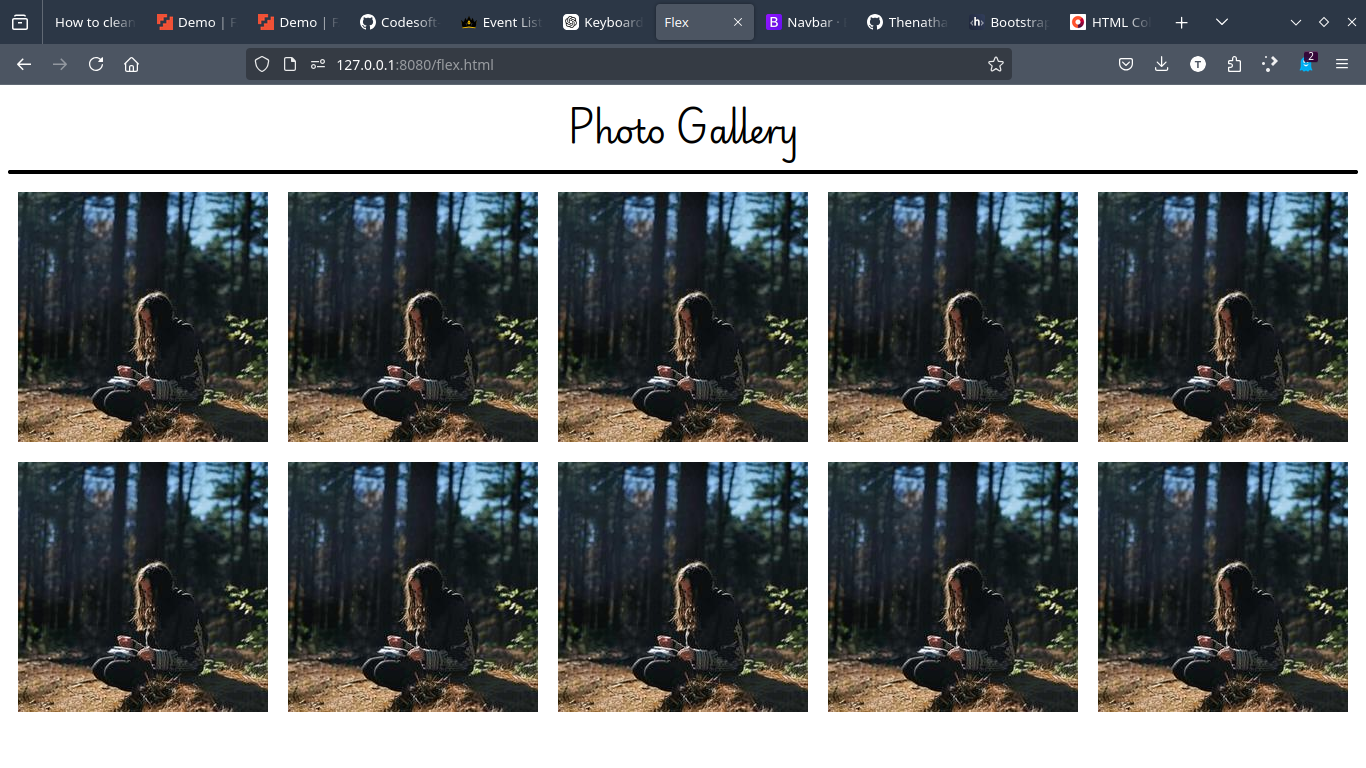 How to clean
Demo | F
Demo | F
Codesoft
Event List
Keyboard
Flex
Navbar ·
Thenatha
Bootstrap
HTML Co
127.0.0.1:8080/flex.html
T
2
Photo Gallery